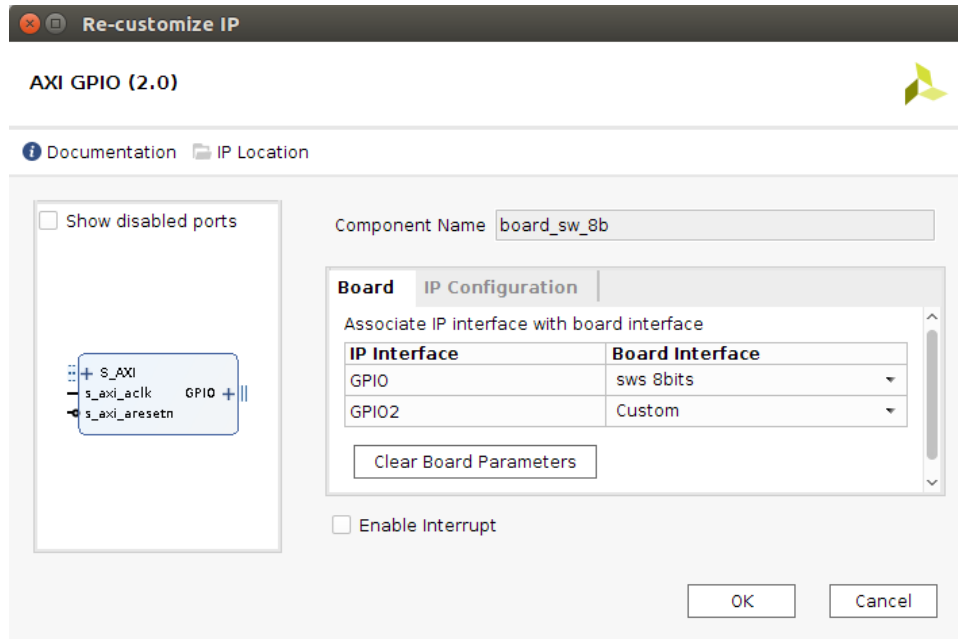 Re-customize IP
AXI GPIO (2.0)
Documentation IP Location
Show disabled ports
S_AXI
s_axi_aclk GPIO
s_axi_aresetn
Component Name board_sw_8b
Board IP Configuration
Associate IP interface with board interface
IP Interface Board Interface
GPIO sws 8bits
GPIO2 Custom
Clear Board Parameters
Enable Interrupt
OK Cancel